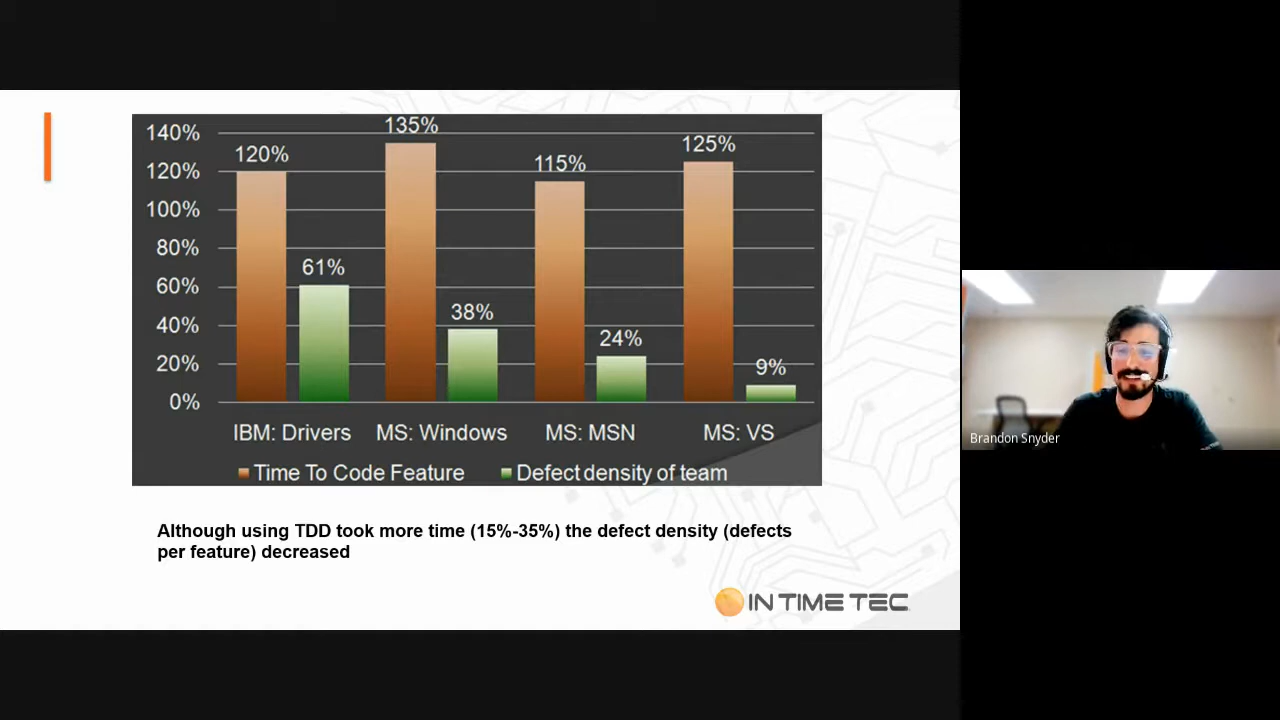 140%
120%
100%
80%
60%
40%
20%
0%
120%
61%
135%
38%
115%
24%
125%
9%
IBM: Drivers
MS: Windows
MS: MSN
MS: VS
Time To Code Feature
Defect density of team
Although using TDD took more time (15%-35%) the defect density (defects
per feature) decreased
IN TIME TEC
Brandon Snyder